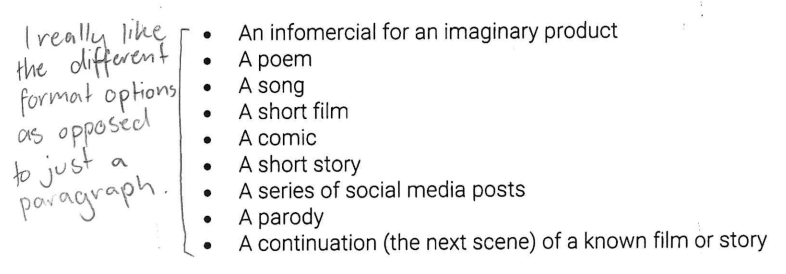 I really like
the different
format options
as opposed
to just a
paragraph.
• An infomercial for an imaginary product
• A poem
• A song
• A short film
• A comic
• A short story
• A series of social media posts
• A parody
• A continuation (the next scene) of a known film or story